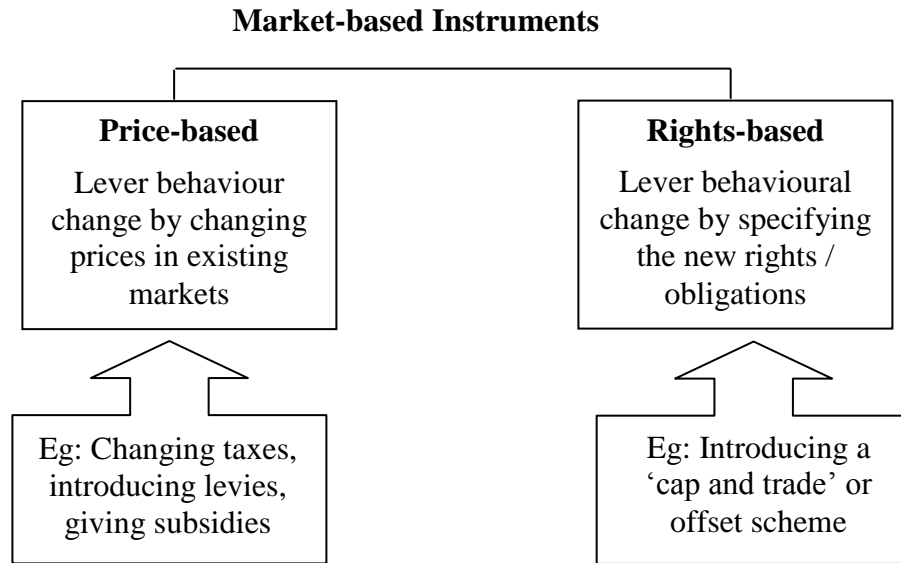 Market-based Instruments
Price-based
Lever behaviour
change by changing
prices in existing
markets
Rights-based
Lever behavioural
change by specifying
the new rights /
obligations
Eg: Changing taxes,
introducing levies,
giving subsidies
Eg: Introducing a
‘cap and trade’ or
offset scheme